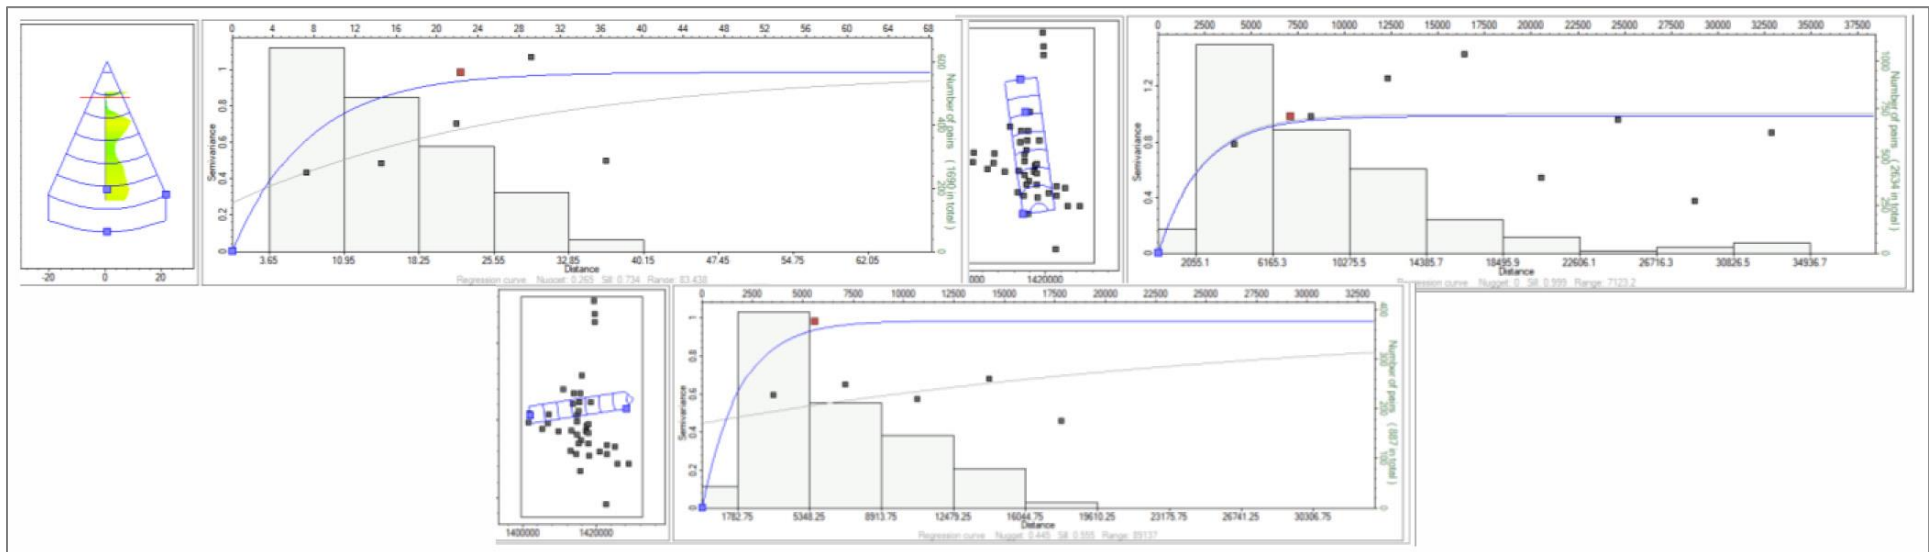 0 4 8 12 16 20 24 28 32 36 40 44 48 52 56 60 64 68
Semivariance
0 0.2 0.4 0.6 0.8 1
Number of pairs (1690 in total)
0 200 400 600
3.65 10.95 18.25 25.55 32.85 40.15 47.45 54.75 62.05
Distance
Regression curve Nugget: 0.265 Sill: 0.734 Range: 83.438
-20 0 20
1420000
0 2500 5000 7500 10000 12500 15000 17500 20000 22500 25000 27500 30000 32500 35000 37500
Semivariance
0 0.4 0.8 1.2
Number of pairs (2634 in total)
0 250 500 750 1000
2055.1 6165.3 10275.5 14385.7 18495.9 22606.1 26716.3 30826.5 34936.7
Distance
Regression curve Nugget: 0 Sill: 0.999 Range: 7123.2
1400000 1420000
0 2500 5000 7500 10000 12500 15000 17500 20000 22500 25000 27500 30000 32500
Semivariance
0 0.2 0.4 0.6 0.8 1
Number of pairs (887 in total)
0 100 200 300 400
1782.75 5348.25 8913.75 12479.25 16044.75 19610.25 23175.75 26741.25 30306.75
Distance
Regression curve Nugget: 0.445 Sill: 0.555 Range: 89137